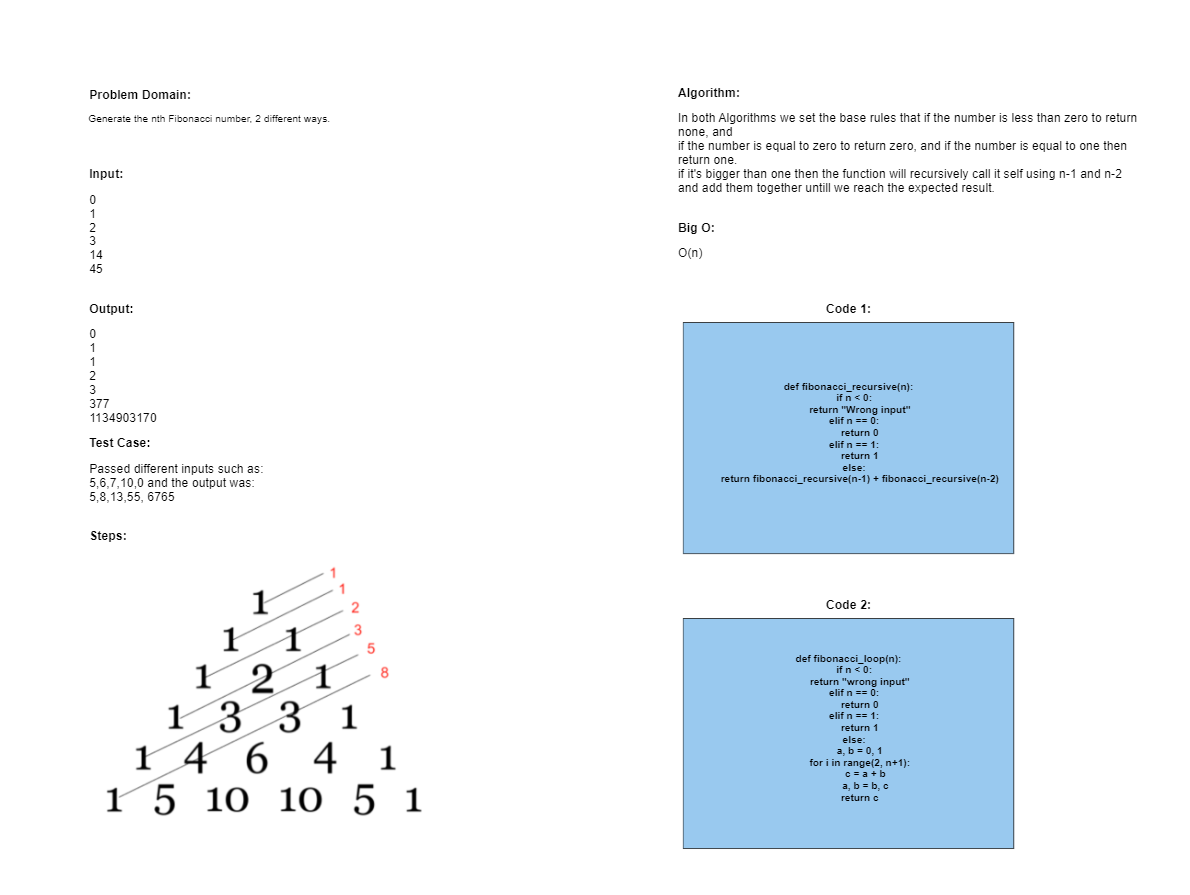 Problem Domain:
Generate the nth Fibonacci number, 2 different ways.
Input:
0
1
2
3
14
45
Output:
0
1
1
2
3
377
1134903170
Test Case:
Passed different inputs such as:
5,6,7,10,0 and the output was:
5,8,13,55, 6765
Steps:
1
1
2
3
5
8
1
1 1
1 2 1
1 3 3 1
1 4 6 4 1
1 5 10 10 5 1
Algorithm:
In both Algorithms we set the base rules that if the number is less than zero to return
none, and
if the number is equal to zero to return zero, and if the number is equal to one then
return one.
if it's bigger than one then the function will recursively call it self using n-1 and n-2
and add them together untill we reach the expected result.
Big O:
O(n)
Code 1:
def fibonacci_recursive(n):
if n < 0:
return "Wrong input"
elif n == 0:
return 0
elif n == 1:
return 1
else:
return fibonacci_recursive(n-1) + fibonacci_recursive(n-2)
Code 2:
def fibonacci_loop(n):
if n < 0:
return "wrong input"
elif n == 0:
return 0
elif n == 1:
return 1
else:
a, b = 0, 1
for i in range(2, n+1):
c = a + b
a, b = b, c
return c